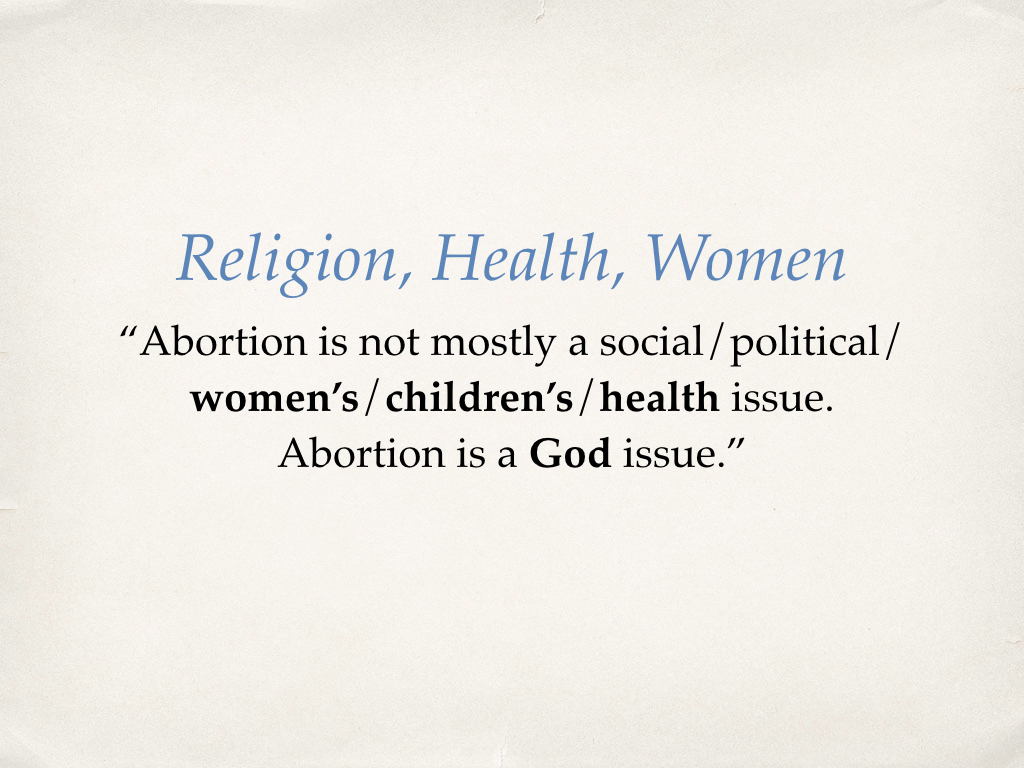 Religion, Health, Women
“Abortion is not mostly a social/political/
women’s/children’s/health issue.
Abortion is a God issue.”